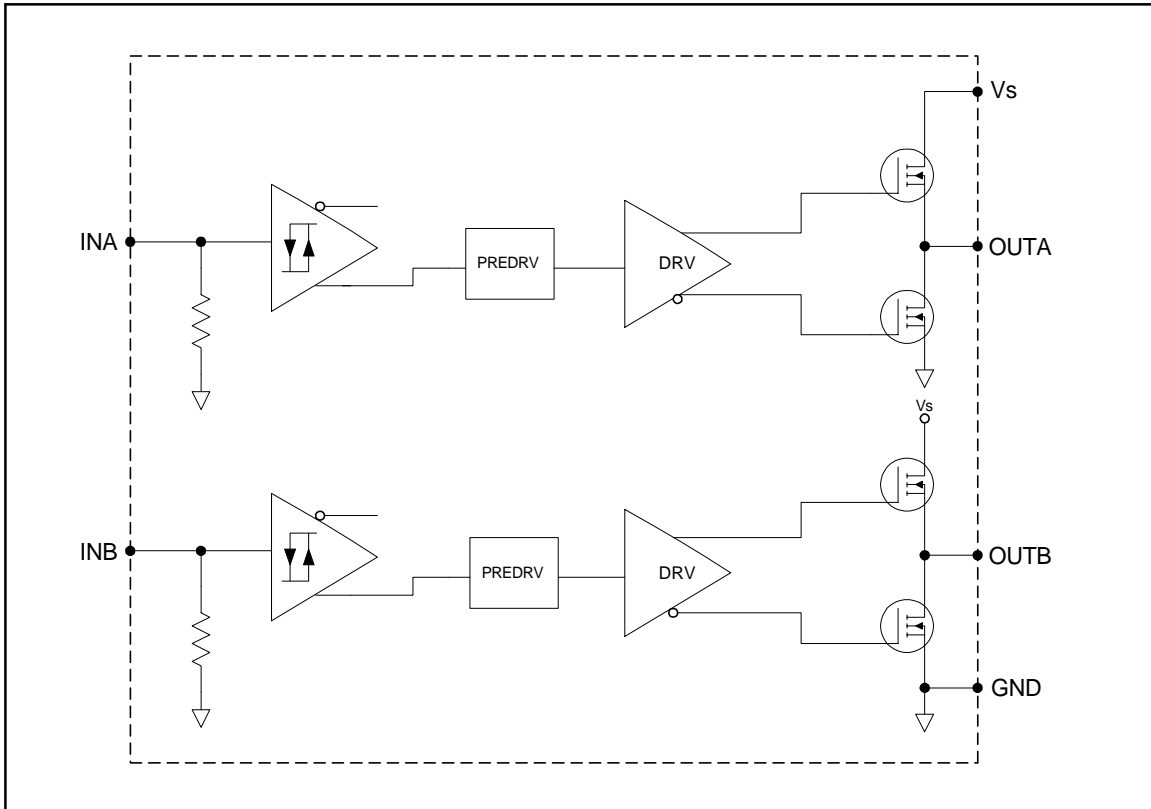 Vs
INA
PREDRV
DRV
OUTA
Vs
INB
PREDRV
DRV
OUTB
GND